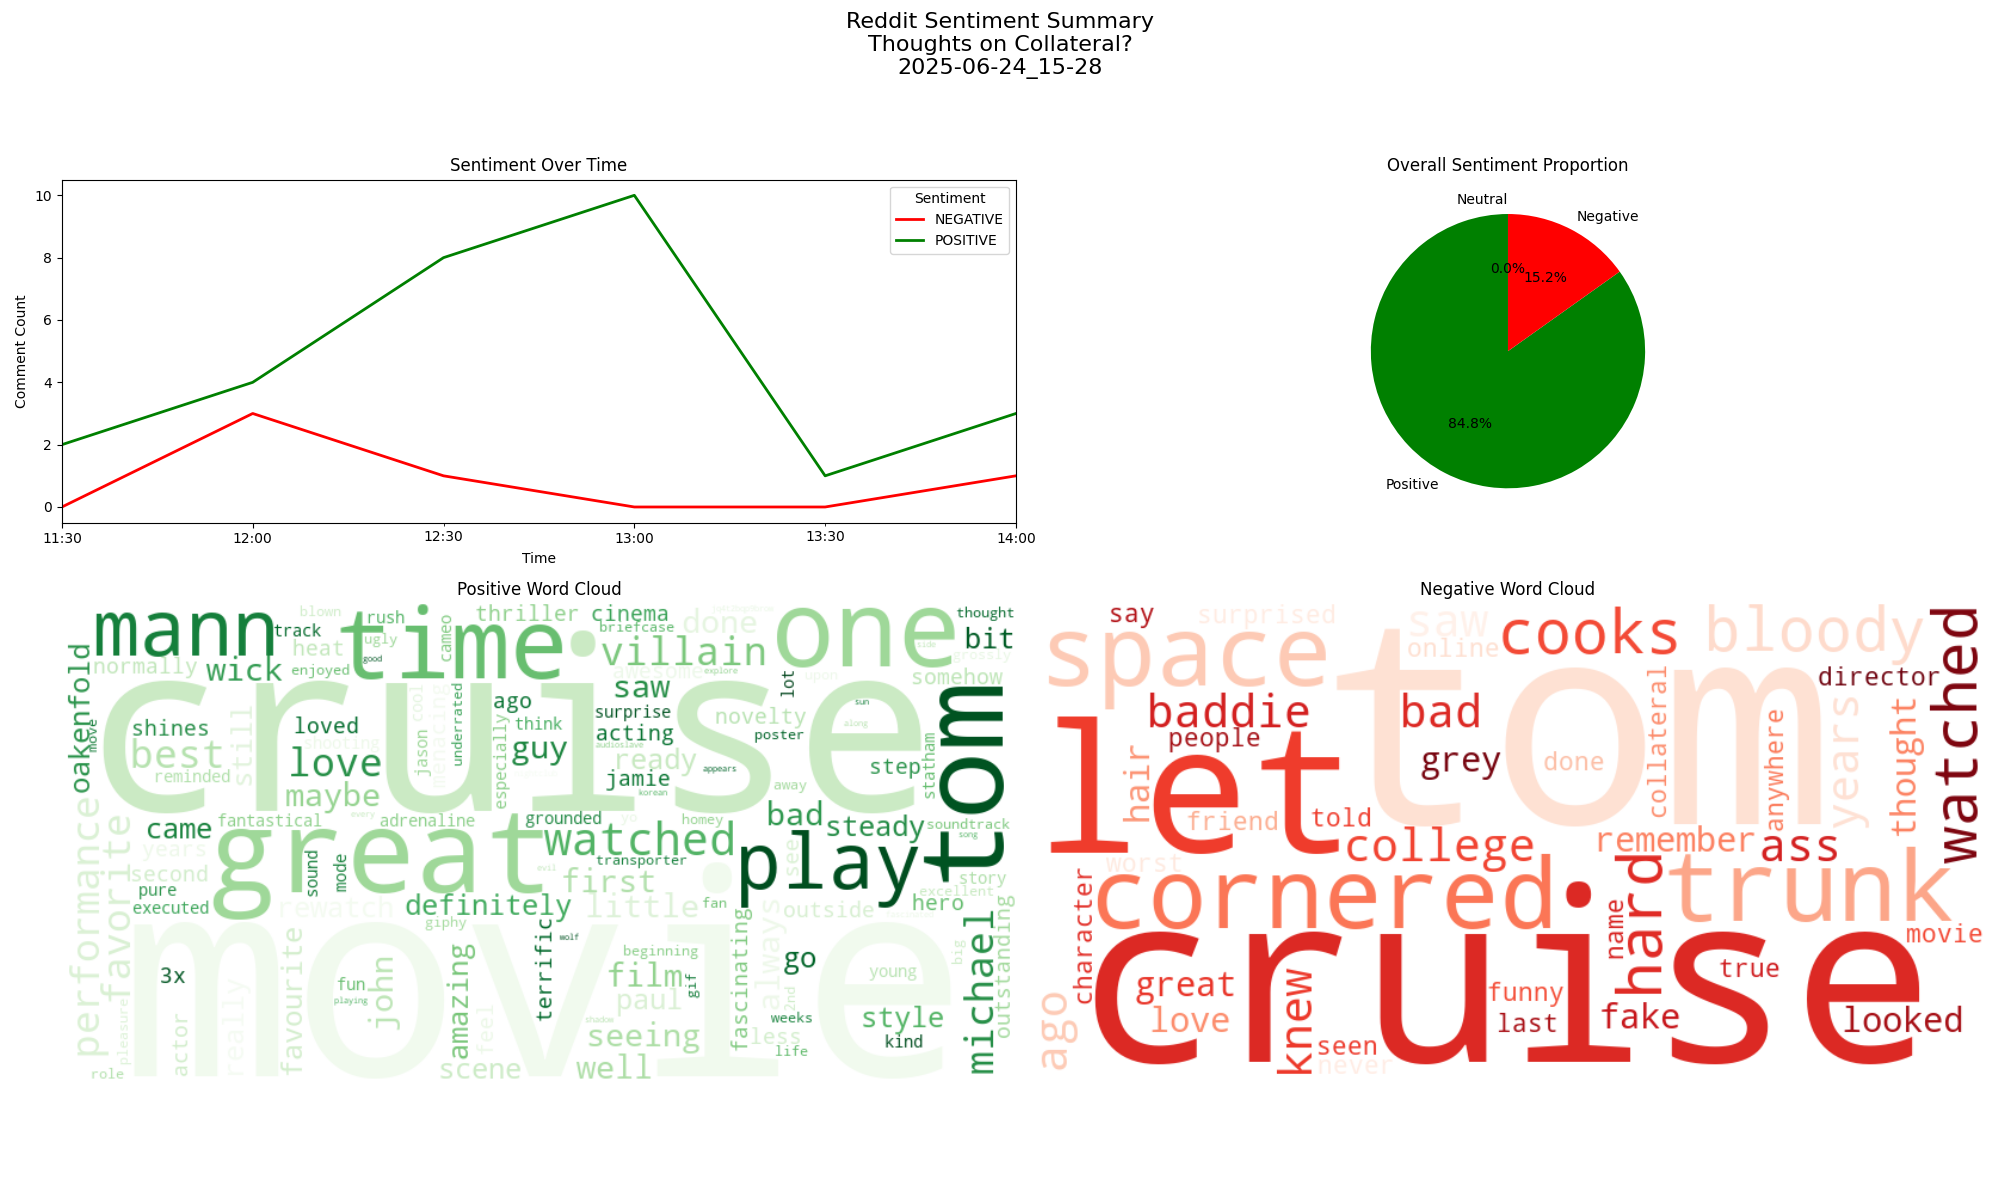 Reddit Sentiment Summary
Thoughts on Collateral?
2025-06-24_15-28
Sentiment Over Time
Comment Count
10
8
6
4
2
0
Sentiment
NEGATIVE
POSITIVE
11:30
12:00
12:30
13:00
13:30
14:00
Time
Overall Sentiment Proportion
Neutral
Negative
0.0%
15.2%
84.8%
Positive
Positive Word Cloud
mann
blown
rush
thriller
cinema
done
one
thought
track
time
cameo
briefcase
bit
ugly
heat
villain
side
grossly
normally
wick
good
enjoyed
awesome
explore
upon
somehow
oakenfold
cruise
saw
lot
sun
tom
move
shines
still
loved
cool
menacing
underrated
ago
surprise
novelty
along
best
shooting
jason
especially
think
acting
poster
reminded
love
guy
audioslave
ready
step
statham
maybe
jamie
appears
korean
away
performance
favorite
came
fantastical
every
adrenaline
grounded
yo
homey
bad
steady
soundtrack
song
years
great
watched
transporter
see
play
second
sound
mode
evil
first
story
pure
excellent
executed
rewatch
definitely
little
fan
outside
hero
giphy
movie
favourite
wolf
terrific
beginning
fascinating
always
go
big
michael
outstanding
3x
really
fun
john
amazing
film
gif
young
playing
paul
2nd
pleasure
actor
feel
shadow
seeing
weeks
style
less
kind
role
scene
well
life
Negative Word Cloud
say
surprised
saw
cooks
bloody
watched
space
online
tom
director
baddie
bad
people
grey
done
collateral
anywhere
years
thought
hair
let
friend
told
college
remember
ass
worst
character
cornered
hard
trunk
name
movie
cruise
great
knew
funny
true
ago
love
last
fake
looked
seen
never